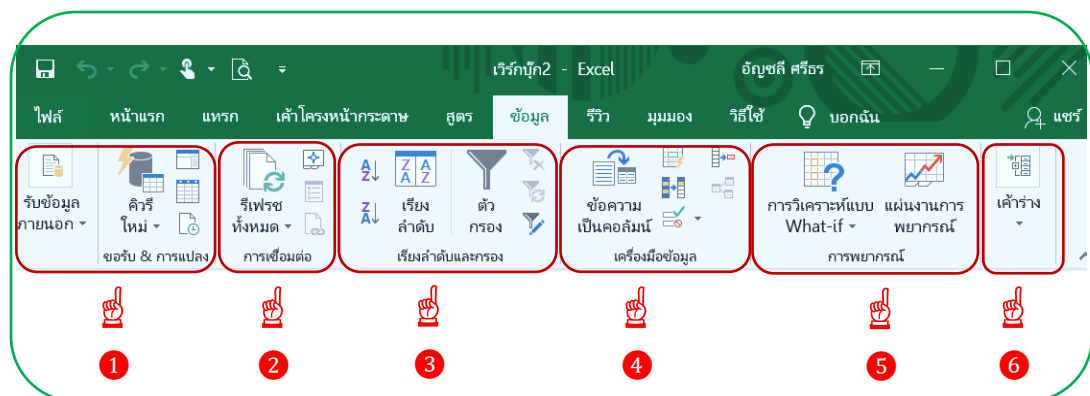 เวิร์กบุ๊ก2 - Excel
อัญชลี ศรีธร
ไฟล์ หน้าแรก แทรก เค้าโครงหน้ากระดาษ สูตร ข้อมูล รีวิว มุมมอง วิธีใช้ บอกฉัน แชร์
รับข้อมูล
ภายนอก
คิวรี
ใหม่
ขอรับ & การแปลง
รีเฟรช
ทั้งหมด
การเชื่อมต่อ
A
Z
Z
A
Z A
A Z
เรียง
ลำดับ
ตัว
กรอง
เรียงลำดับและกรอง
ข้อความ
เป็นคอลัมน์
เครื่องมือข้อมูล
?
การวิเคราะห์แบบ
What-if
แผ่นงานการ
พยากรณ์
การพยากรณ์
เค้าร่าง
1 2 3 4 5 6